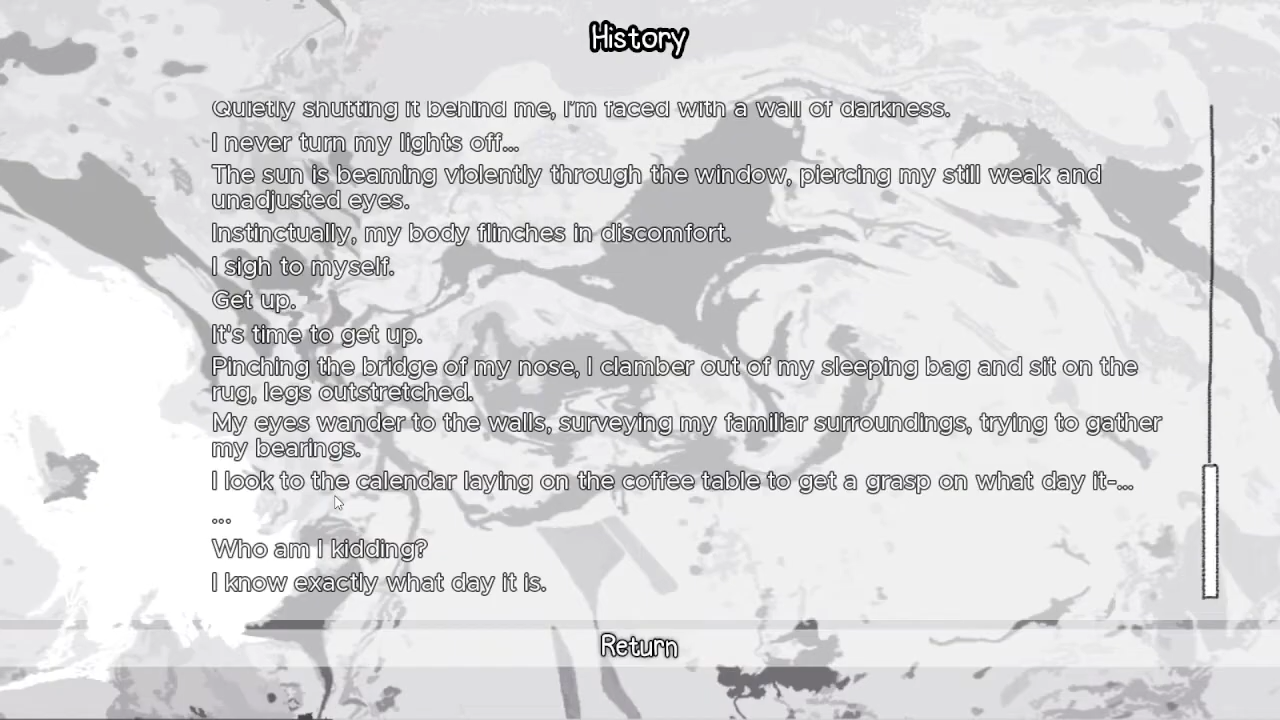 History
Quietly shutting it behind me, I'm faced with a wall of darkness.
I never turn my lights off...
The sun is beaming violently through the window, piercing my still weak and
unadjusted eyes.
Instinctually, my body flinches in discomfort.
I sigh to myself.
Get up.
It's time to get up.
Pinching the bridge of my nose, I clamber out of my sleeping bag and sit on the
rug, legs outstretched.
My eyes wander to the walls, surveying my familiar surroundings, trying to gather
my bearings.
I look to the calendar laying on the coffee table to get a grasp on what day it-...
...
Who am I kidding?
I know exactly what day it is.
Return